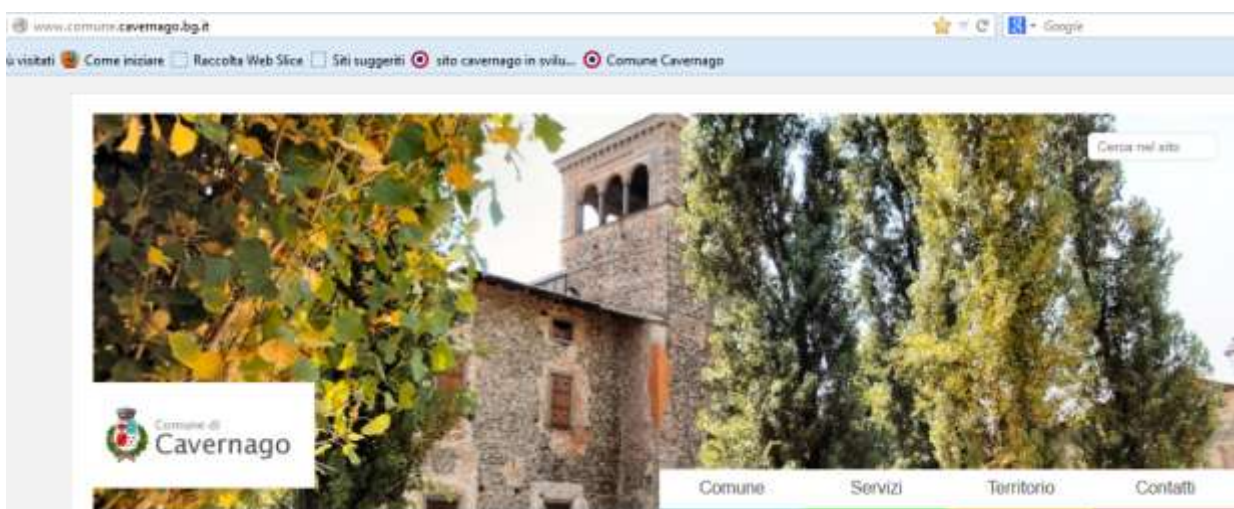 www.comune.cavernago.bg.it
Google
ù visitati Come iniziare Raccolta Web Slice Siti suggeriti sito cavernago in svilu... Comune Cavernago
Cerca nel sito
Comune di
Cavernago
Comune Servizi Territorio Contatti